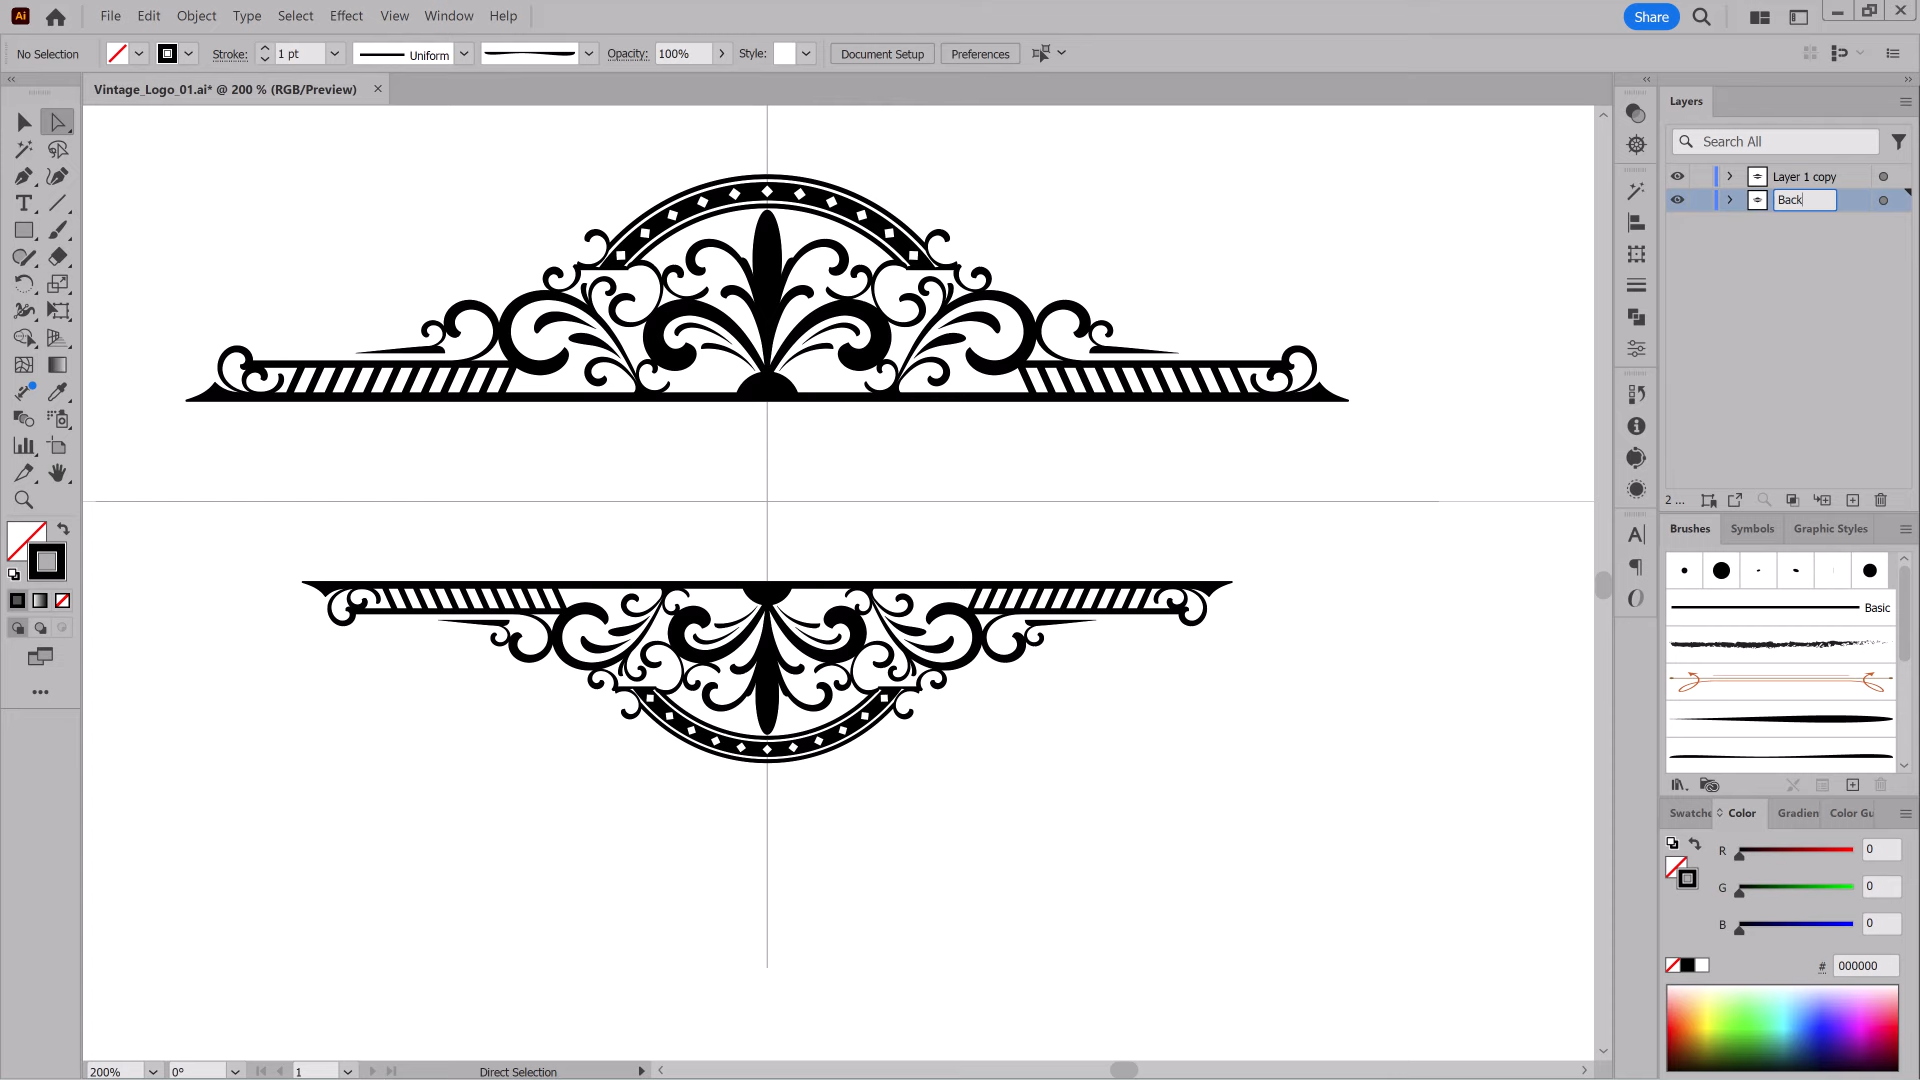 Ai File Edit Object Type Select Effect View Window Help Share
No Selection Stroke: 1 pt Uniform Opacity: 100% Style: Document Setup Preferences
Vintage_Logo_01.ai* @ 200 % (RGB/Preview) ×
Layers
Search All
Layer 1 copy
Back
2 ...
Brushes Symbols Graphic Styles
Basic
Swatche Color Gradien Color Gu
R 0
G 0
B 0
# 000000
200% 0° 1 Direct Selection